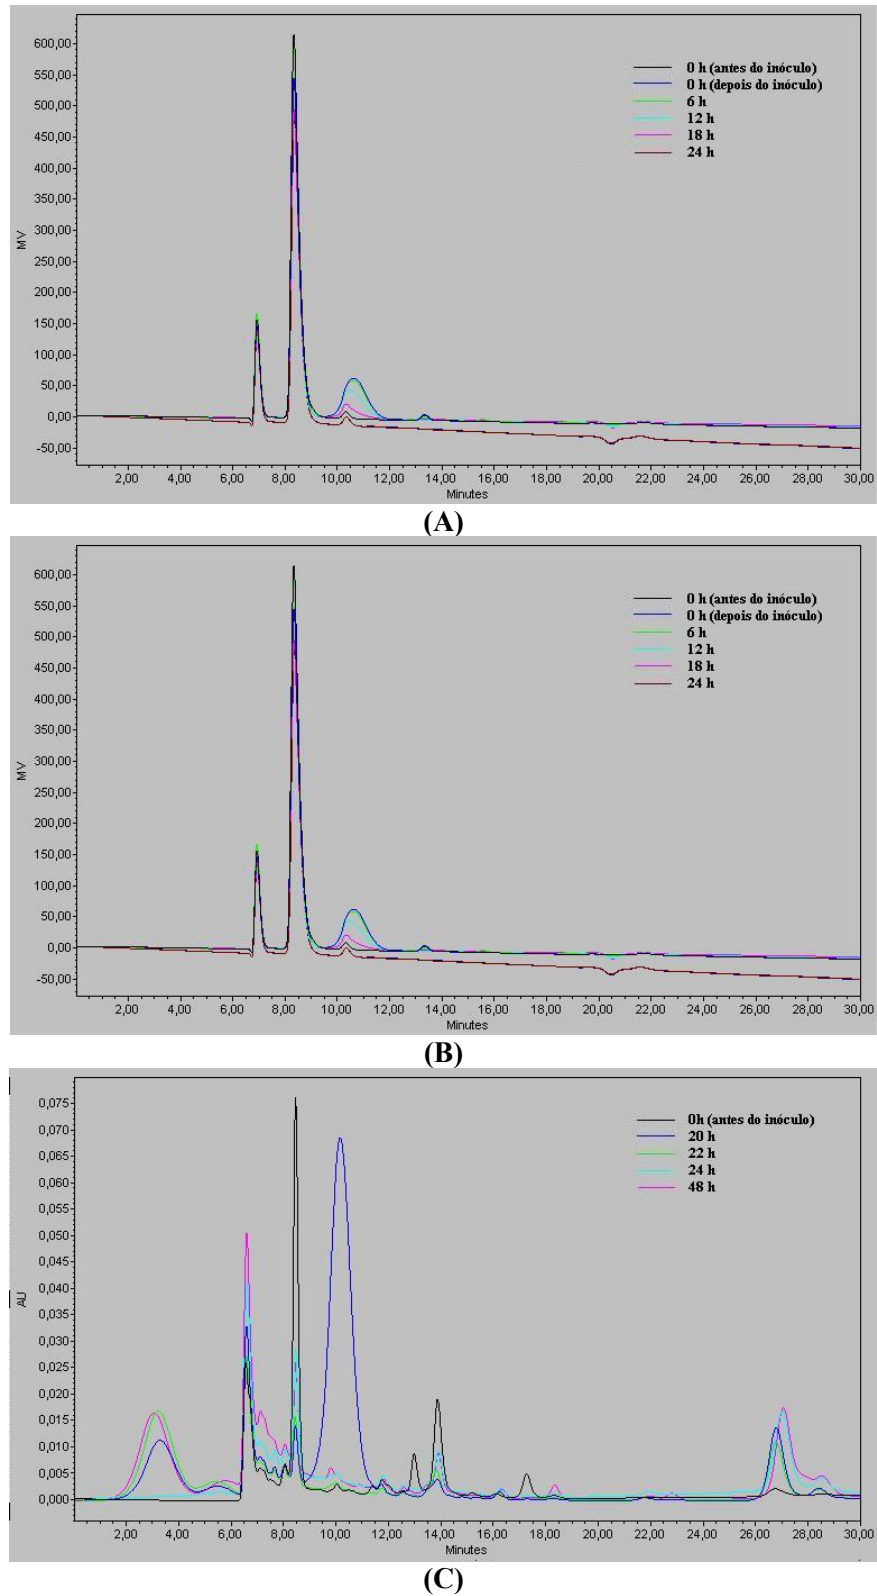 600,00
550,00
500,00
450,00
400,00
350,00
300,00
250,00
200,00
150,00
100,00
50,00
0,00
-50,00
MV
0 h (antes do inóculo)
0 h (depois do inóculo)
6 h
12 h
18 h
24 h
2,00 4,00 6,00 8,00 10,00 12,00 14,00 16,00 18,00 20,00 22,00 24,00 26,00 28,00 30,00
Minutes
(A)
600,00
550,00
500,00
450,00
400,00
350,00
300,00
250,00
200,00
150,00
100,00
50,00
0,00
-50,00
MV
0 h (antes do inóculo)
0 h (depois do inóculo)
6 h
12 h
18 h
24 h
2,00 4,00 6,00 8,00 10,00 12,00 14,00 16,00 18,00 20,00 22,00 24,00 26,00 28,00 30,00
Minutes
(B)
0,075
0,070
0,065
0,060
0,055
0,050
0,045
0,040
0,035
0,030
0,025
0,020
0,015
0,010
0,005
0,000
AU
0h (antes do inóculo)
20 h
22 h
24 h
48 h
2,00 4,00 6,00 8,00 10,00 12,00 14,00 16,00 18,00 20,00 22,00 24,00 26,00 28,00 30,00
Minutes
(C)